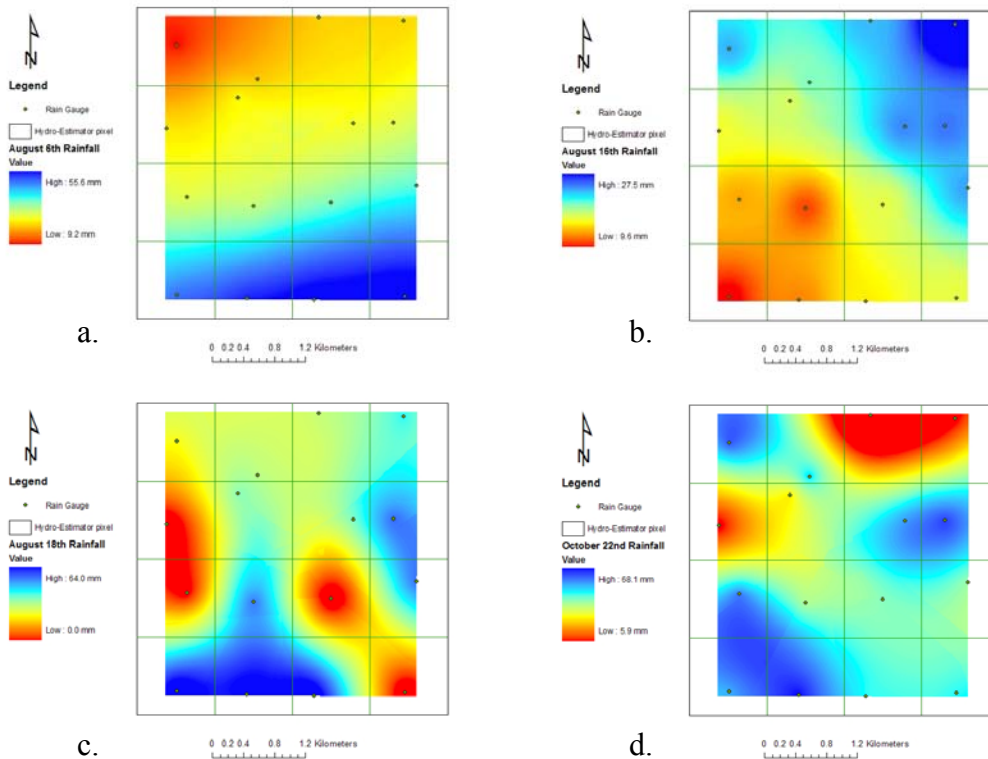 N
Legend
Rain Gauge
Hydro-Estimator pixel
August 6th Rainfall
Value
High : 55.6 mm
Low : 9.2 mm
a.
0 0.2 0.4 0.8 1.2 Kilometers
N
Legend
Rain Gauge
Hydro-Estimator pixel
August 16th Rainfall
Value
High : 27.5 mm
Low : 9.6 mm
b.
0 0.2 0.4 0.8 1.2 Kilometers
N
Legend
Rain Gauge
Hydro-Estimator pixel
August 18th Rainfall
Value
High : 64.0 mm
Low : 0.0 mm
c.
0 0.2 0.4 0.8 1.2 Kilometers
N
Legend
Rain Gauge
Hydro-Estimator pixel
October 22nd Rainfall
Value
High : 68.1 mm
Low : 5.9 mm
d.
0 0.2 0.4 0.8 1.2 Kilometers